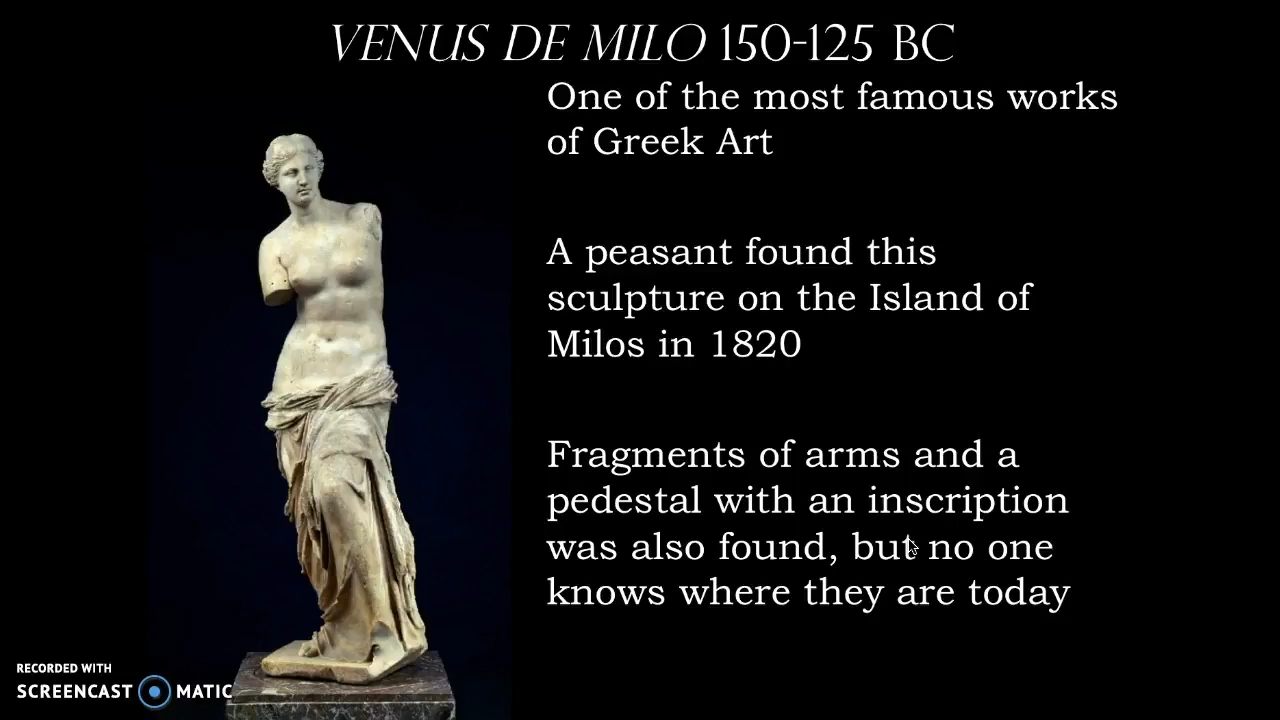 VENUS DE MILO 150-125 BC
One of the most famous works
of Greek Art
A peasant found this
sculpture on the Island of
Milos in 1820
Fragments of arms and a
pedestal with an inscription
was also found, but no one
knows where they are today
RECORDED WITH
SCREENCAST MATIC